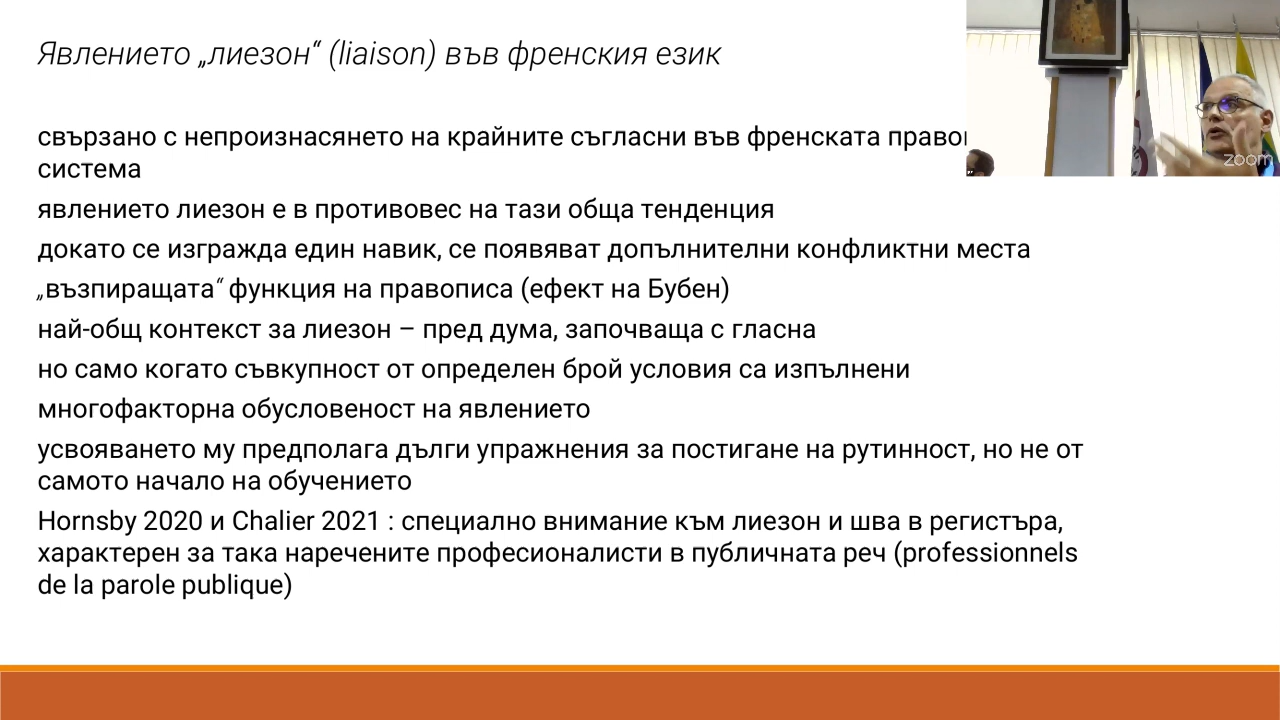 Явлението „лиезон“ (liaison) във френския език
свързано с непроизнасянето на крайните съгласни във френската
система
явлението лиезон е в противовес на тази обща тенденция
докато се изгражда един навик, се появяват допълнителни конфликтни места
„възпиращата“ функция на правописа (ефект на Бубен)
най-общ контекст за лиезон – пред дума, започваща с гласна
но само когато съвкупност от определен брой условия са изпълнени
многофакторна обусловеност на явлението
усвояването му предполага дълги упражнения за постигане на рутинност, но не от
самото начало на обучението
Hornsby 2020 и Chalier 2021 : специално внимание към лиезон и шва в регистъра,
характерен за така наречените професионалисти в публичната реч (professionnels
de la parole publique)
zoom